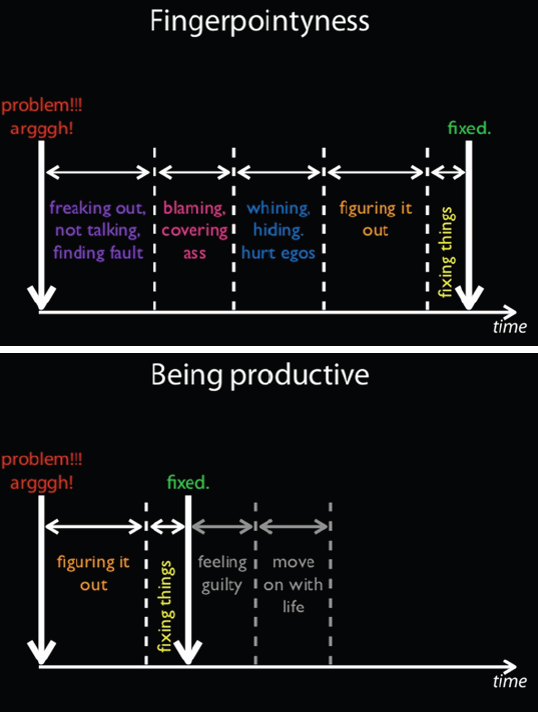 Fingerpointyness
problem!!!
argggh!
fixed.
freaking out,
not talking,
finding fault
blaming,
covering
ass
whining,
hiding.
hurt egos
figuring it
out
fixing things
time
Being productive
problem!!!
argggh!
fixed.
figuring it
out
fixing things
feeling
guilty
move
on with
life
time